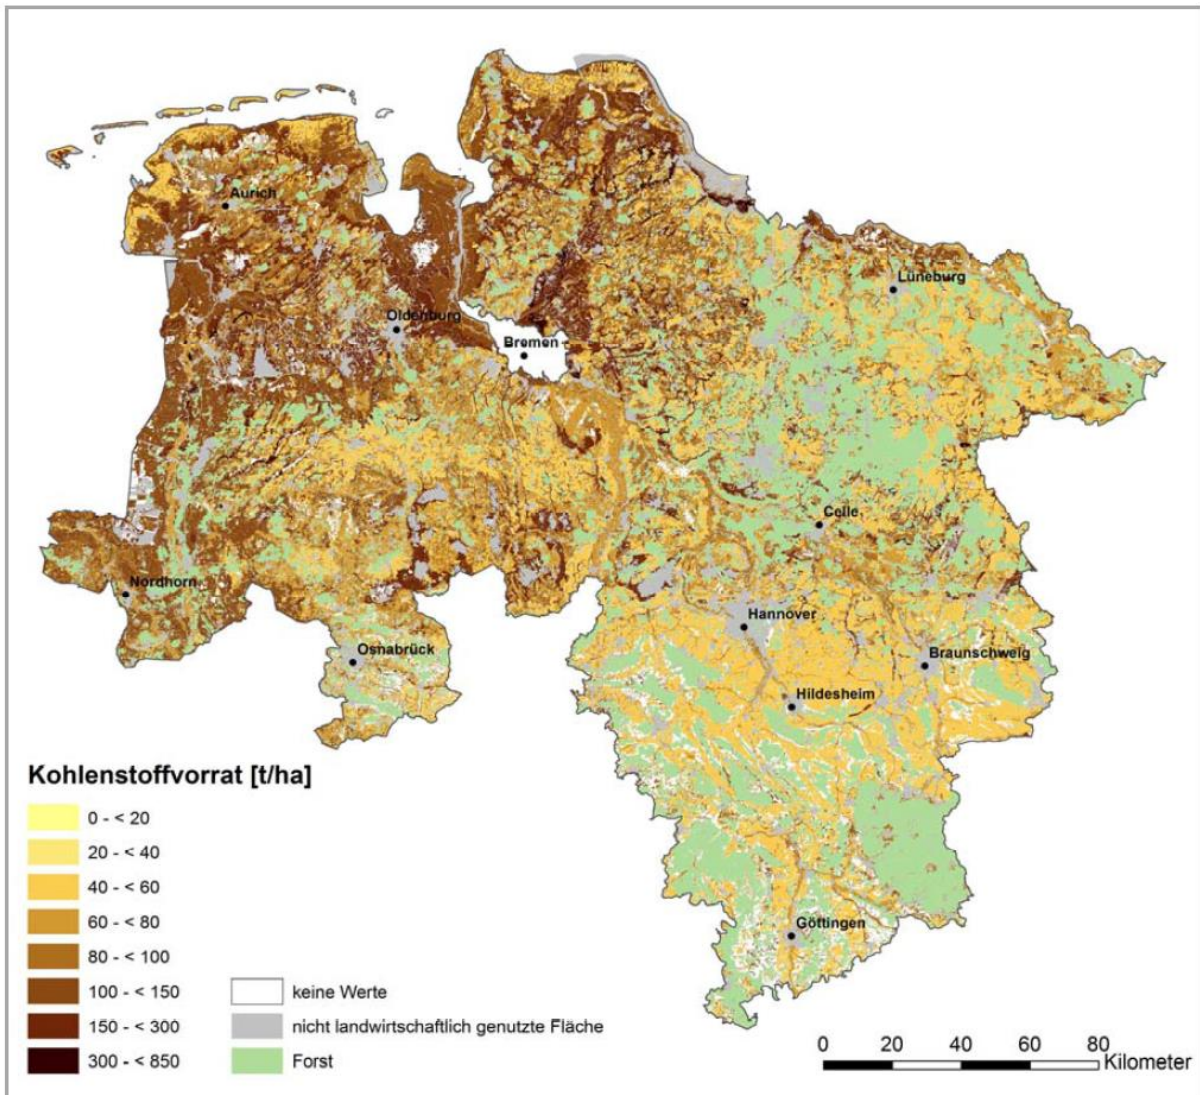 Aurich
Lüneburg
Oldenburg
Bremen
Celle
Nordhorn
Hannover
Osnabrück
Braunschweig
Hildesheim
Göttingen
Kohlenstoffvorrat [t/ha]
0 - < 20
20 - < 40
40 - < 60
60 - < 80
80 - < 100
100 - < 150
150 - < 300
300 - < 850
keine Werte
nicht landwirtschaftlich genutzte Fläche
Forst
0 20 40 60 80
Kilometer